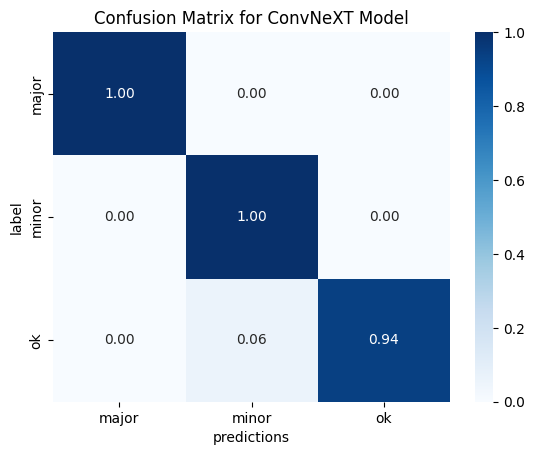 Confusion Matrix for ConvNeXT Model
1.0
major
1.00 0.00 0.00
0.8
0.6
label
minor
0.00 1.00 0.00
0.4
0.2
ok
0.00 0.06 0.94
0.0
major minor ok
predictions